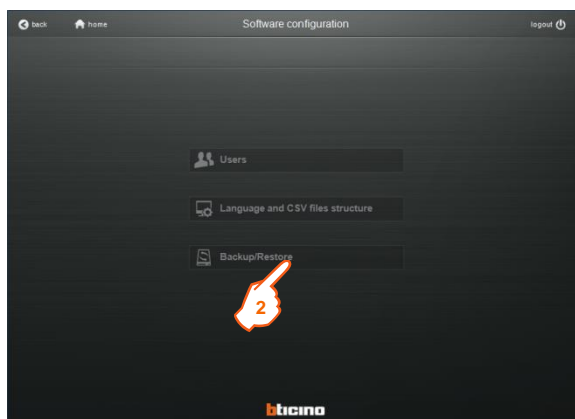 back home Software configuration logout
Users
Language and CSV files structure
Backup/Restore
2
bticino